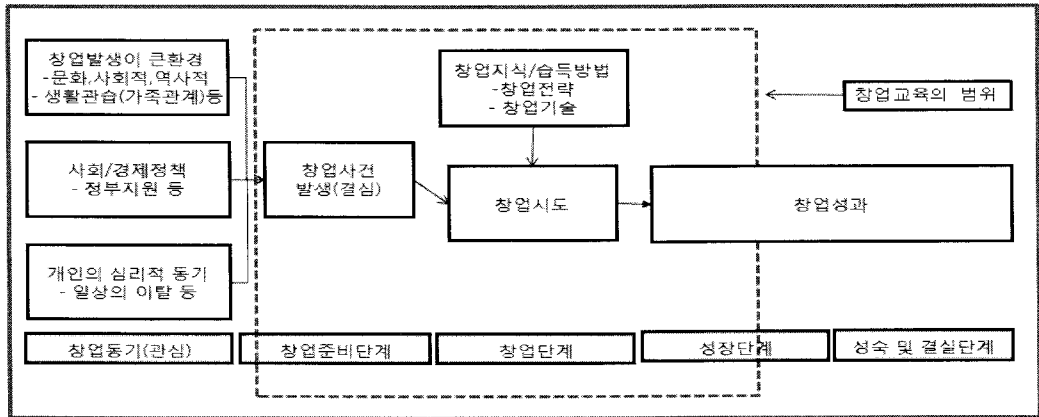 창업발생이 큰환경
-문화,사회적,역사적
- 생활관습(가족관계)등
창업지식/습득방법
-창업전략
- 창업기술
창업교육의 범위
사회/경제정책
- 정부지원 등
창업사건
발생(결심)
창업시도
창업성과
개인의 심리적 동기
- 일상의 이탈 등
창업동기(관심)
창업준비단계
창업단계
성장단계
성숙 및 결실단계